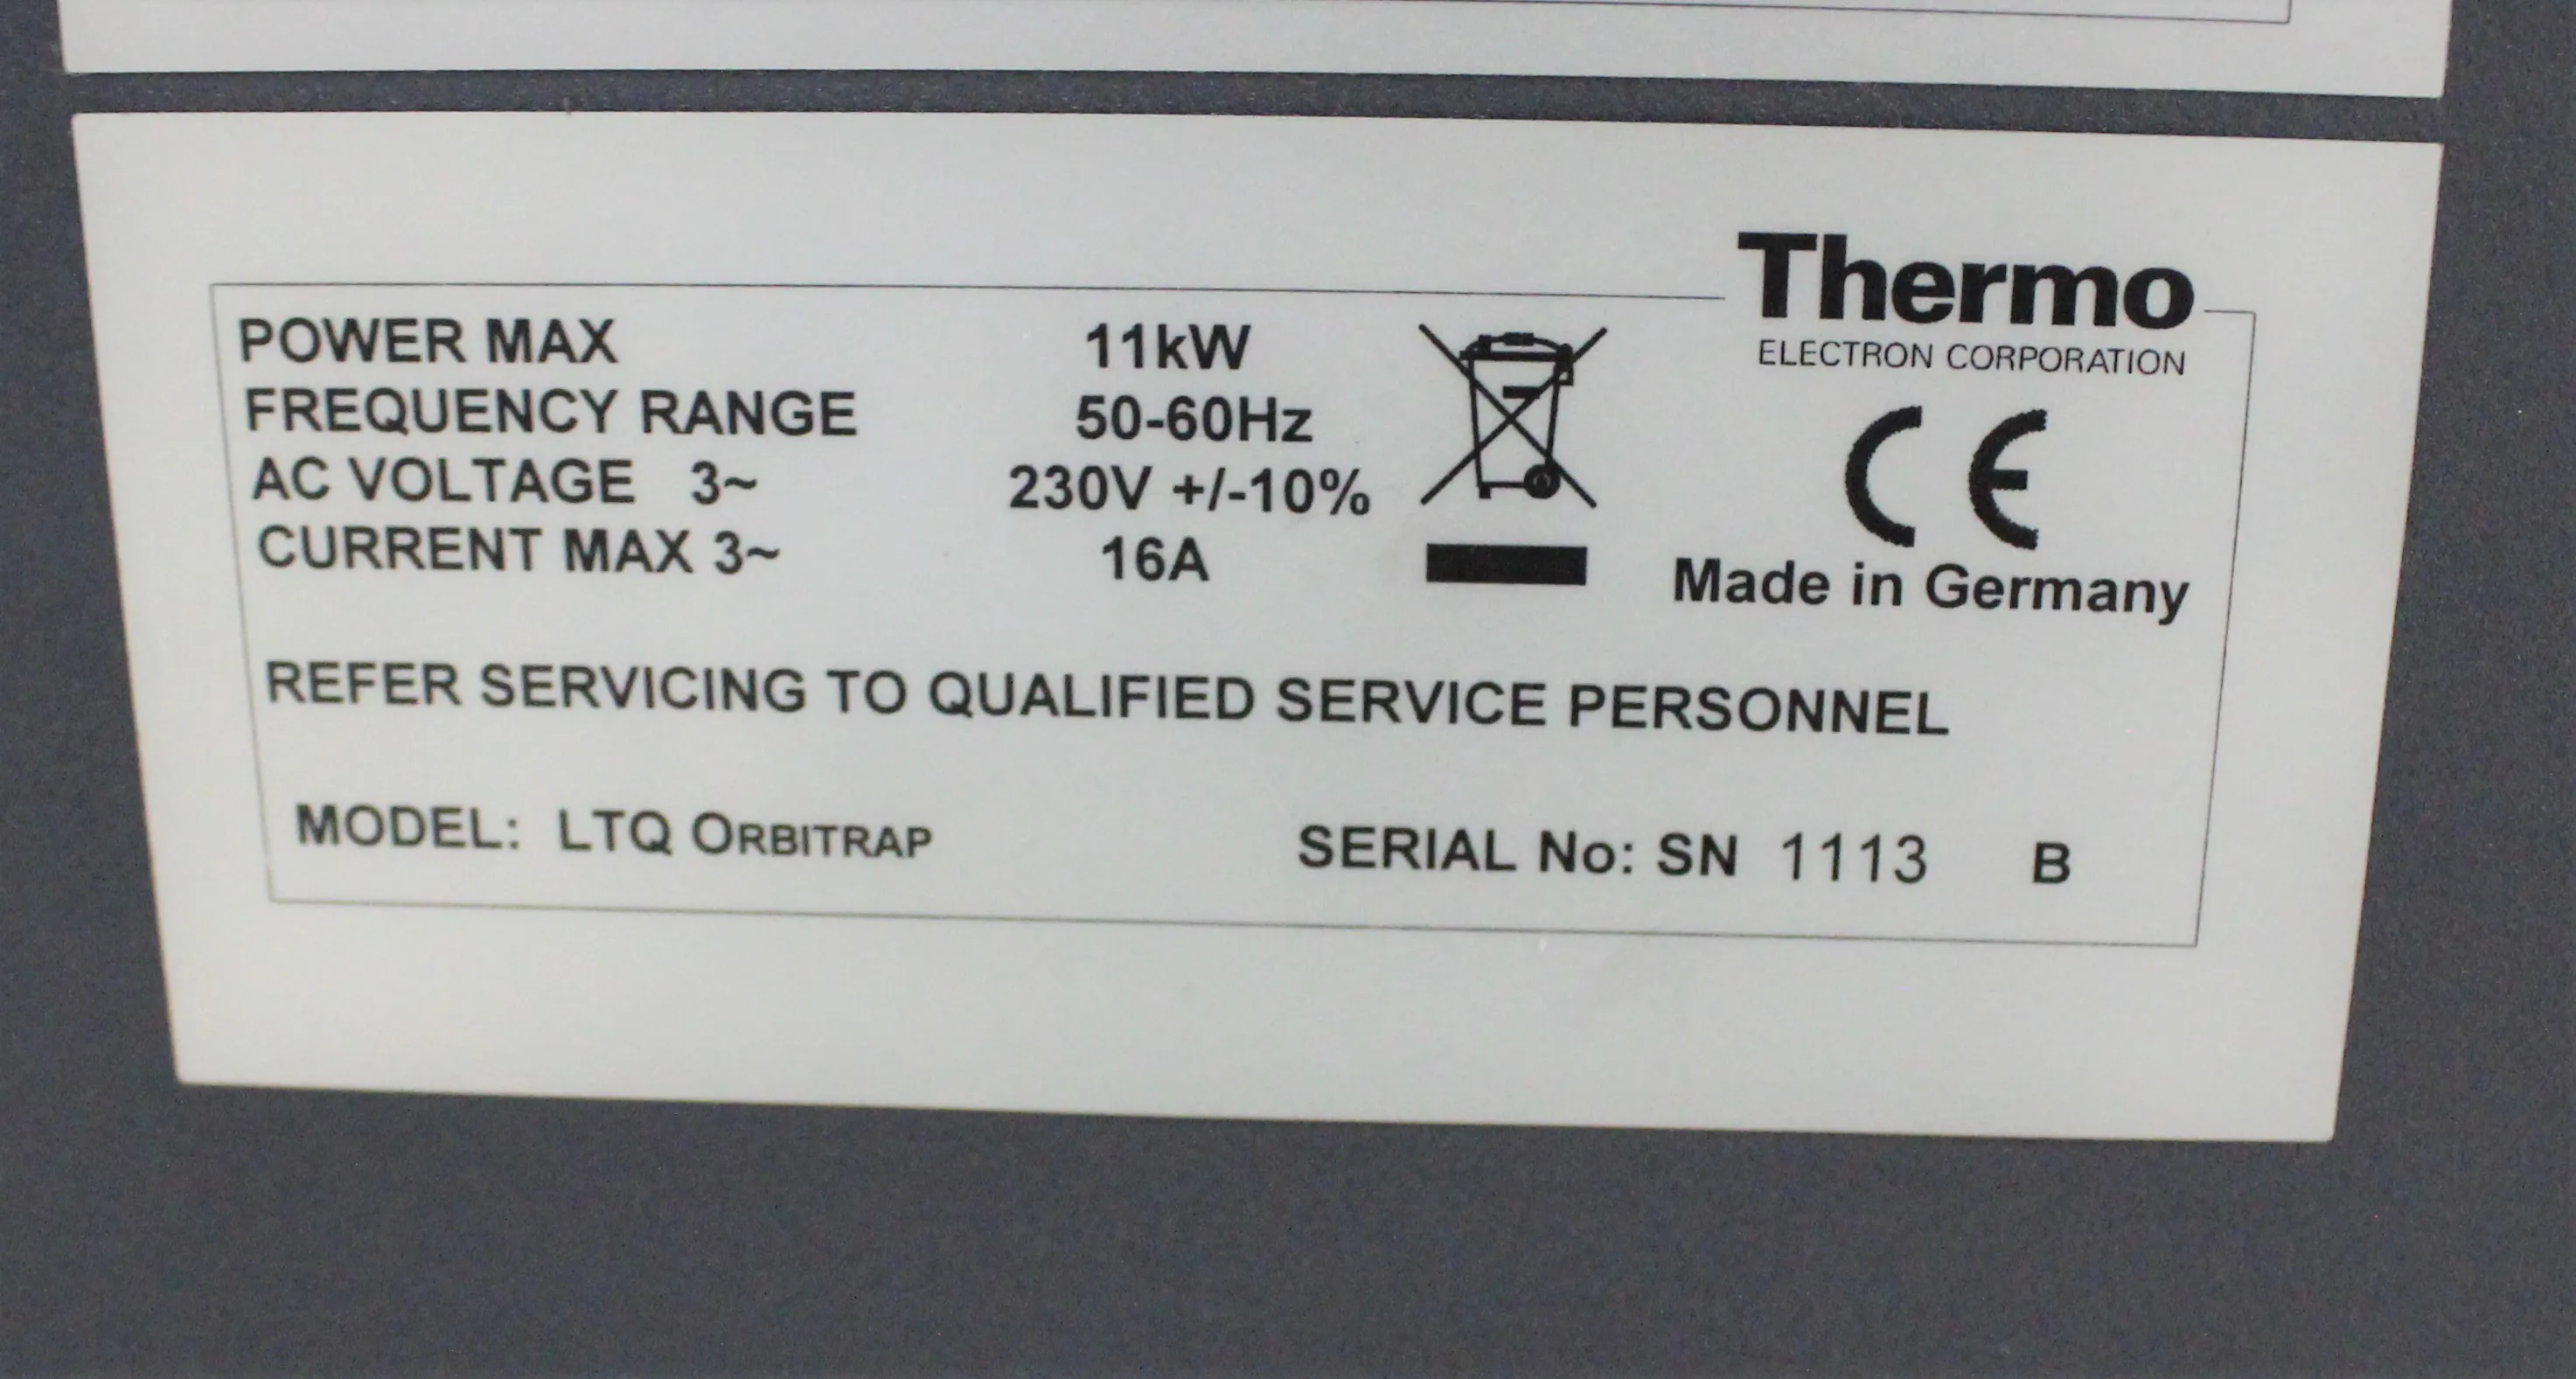 Thermo
ELECTRON CORPORATION
POWER MAX 11kW
FREQUENCY RANGE 50-60Hz
AC VOLTAGE 3~ 230V +/-10%
CURRENT MAX 3~ 16A
CE
Made in Germany
REFER SERVICING TO QUALIFIED SERVICE PERSONNEL
MODEL: LTQ ORBITRAP SERIAL No: SN 1113 B